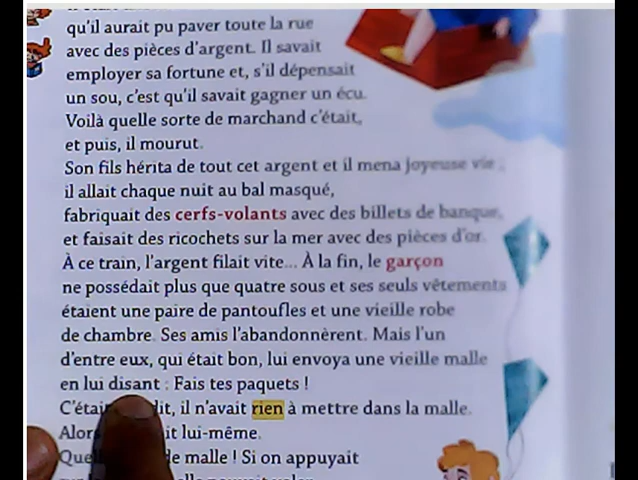 qu'il aurait pu paver toute la rue
avec des pièces d'argent. Il savait
employer sa fortune et, s'il dépensait
un sou, c'est qu'il savait gagner un écu.
Voilà quelle sorte de marchand c'était,
et puis, il mourut.
Son fils hérita de tout cet argent et il mena joyeuse vie ;
il allait chaque nuit au bal masqué,
fabriquait des cerfs-volants avec des billets de banque,
et faisait des ricochets sur la mer avec des pièces d'or.
À ce train, l'argent filait vite... À la fin, le garçon
ne possédait plus que quatre sous et ses seuls vêtements
étaient une paire de pantoufles et une vieille robe
de chambre. Ses amis l'abandonnèrent. Mais l'un
d'entre eux, qui était bon, lui envoya une vieille malle
en lui disant : Fais tes paquets !
il n'avait rien à mettre dans la malle.
lui-même.
malle ! Si on appuyait